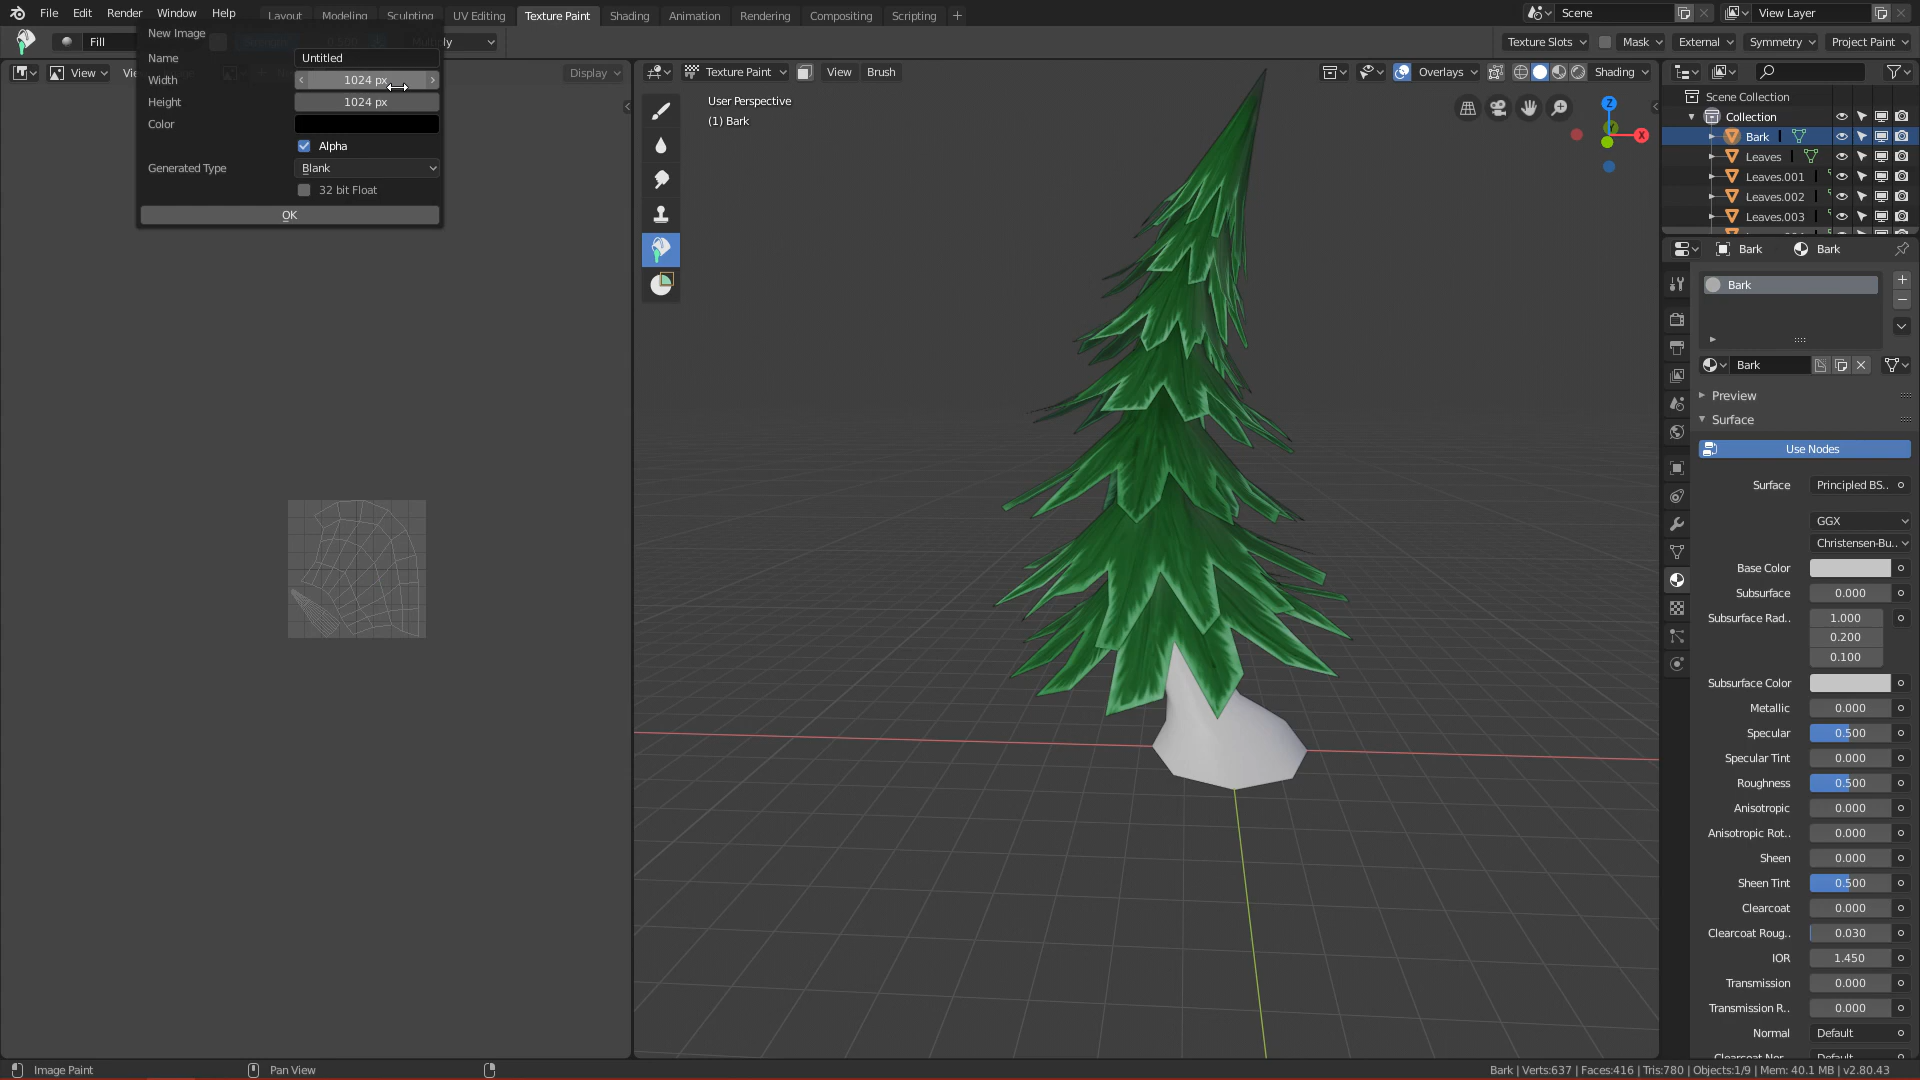 File Edit Render Window Help Layout Modeling Sculpting UV Editing Texture Paint Shading Animation Rendering Compositing Scripting + Scene View Layer
Fill Texture Slots Mask External Symmetry Project Paint
New Image
Name Untitled
Width 1024 px
Height 1024 px
Color
Alpha
Generated Type Blank
32 bit Float
OK
View Display
Texture Paint View Brush Overlays Shading
User Perspective
(1) Bark
Scene Collection
Collection
Bark
Leaves
Leaves.001
Leaves.002
Leaves.003
Z
X
Bark Bark
Bark
Bark
Preview
Surface
Use Nodes
Surface Principled BS..
GGX
Christensen-Bu..
Base Color
Subsurface 0.000
Subsurface Rad.. 1.000
0.200
0.100
Subsurface Color
Metallic 0.000
Specular 0.500
Specular Tint 0.000
Roughness 0.500
Anisotropic 0.000
Anisotropic Rot.. 0.000
Sheen 0.000
Sheen Tint 0.500
Clearcoat 0.000
Clearcoat Roug.. 0.030
IOR 1.450
Transmission 0.000
Transmission R.. 0.000
Normal Default
Image Paint Pan View Bark | Verts:637 | Faces:416 | Tris:780 | Objects:1/9 | Mem: 40.1 MB | v2.80.43